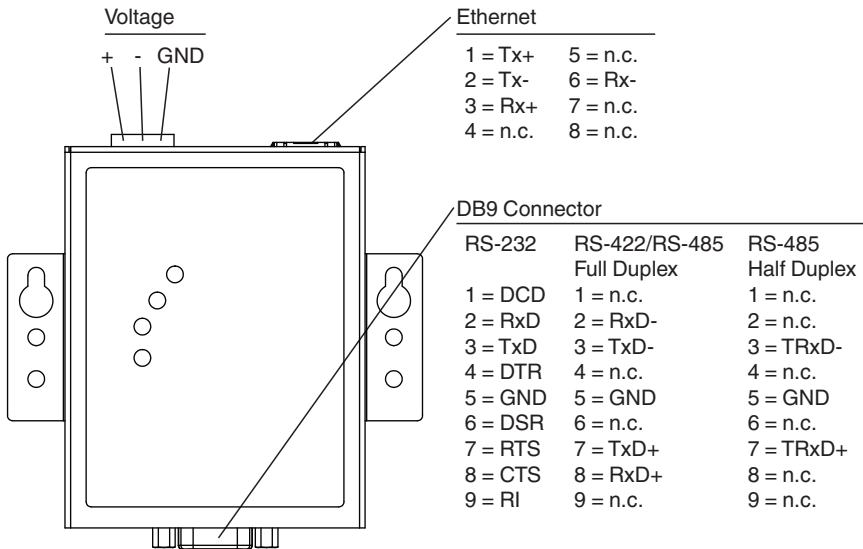 Voltage
+ - GND
Ethernet
1 = Tx+ 5 = n.c.
2 = Tx- 6 = Rx-
3 = Rx+ 7 = n.c.
4 = n.c. 8 = n.c.
DB9 Connector
RS-232 RS-422/RS-485 RS-485
Full Duplex Half Duplex
1 = DCD 1 = n.c. 1 = n.c.
2 = RxD 2 = RxD- 2 = n.c.
3 = TxD 3 = TxD- 3 = TRxD-
4 = DTR 4 = n.c. 4 = n.c.
5 = GND 5 = GND 5 = GND
6 = DSR 6 = n.c. 6 = n.c.
7 = RTS 7 = TxD+ 7 = TRxD+
8 = CTS 8 = RxD+ 8 = n.c.
9 = RI 9 = n.c. 9 = n.c.